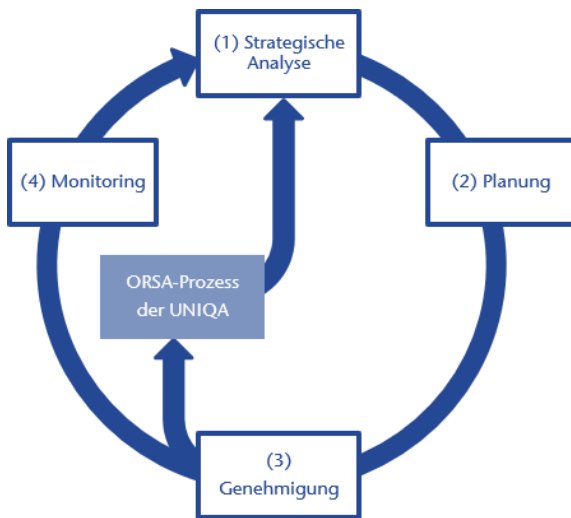 (1) Strategische
Analyse
(2) Planung
(4) Monitoring
ORSA-Prozess
der UNIQA
(3)
Genehmigung